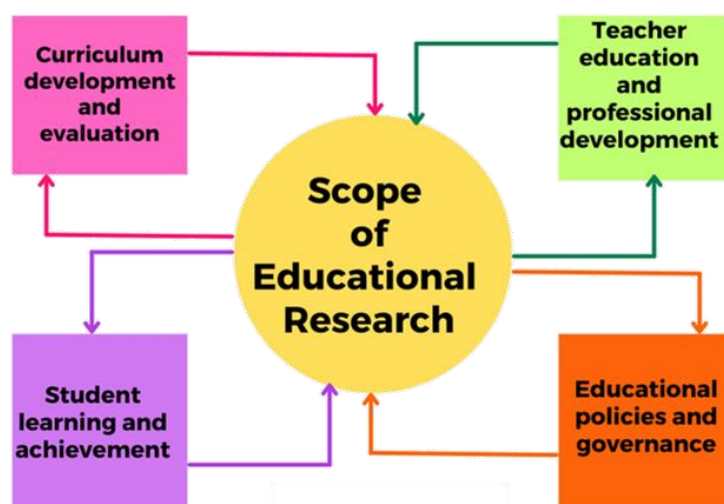 Curriculum
development
and
evaluation
Teacher
education
and
professional
development
Scope
of
Educational
Research
Student
learning and
achievement
Educational
policies and
governance